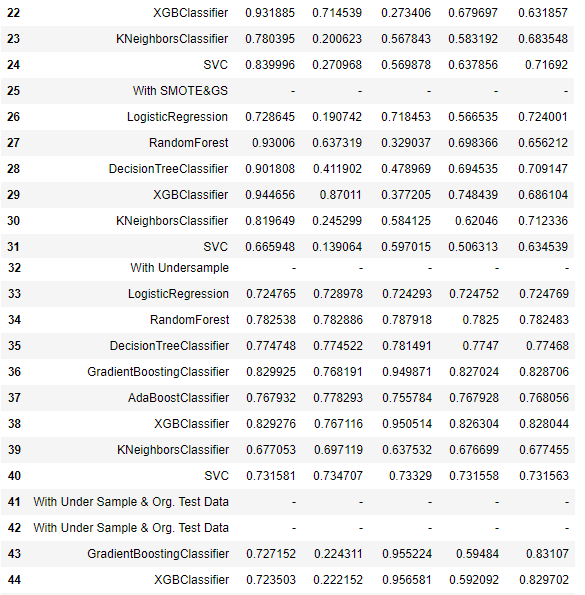 22 XGBClassifier 0.931885 0.714539 0.273406 0.679697 0.631857
23 KNeighborsClassifier 0.780395 0.200623 0.567843 0.583192 0.683548
24 SVC 0.839996 0.270968 0.569878 0.637856 0.71692
25 With SMOTE&GS - - - - -
26 LogisticRegression 0.728645 0.190742 0.718453 0.566535 0.724001
27 RandomForest 0.93006 0.637319 0.329037 0.698366 0.656212
28 DecisionTreeClassifier 0.901808 0.411902 0.478969 0.694535 0.709147
29 XGBClassifier 0.944656 0.87011 0.377205 0.748439 0.686104
30 KNeighborsClassifier 0.819649 0.245299 0.584125 0.62046 0.712336
31 SVC 0.665948 0.139064 0.597015 0.506313 0.634539
32 With Undersample - - - - -
33 LogisticRegression 0.724765 0.728978 0.724293 0.724752 0.724769
34 RandomForest 0.782538 0.782886 0.787918 0.7825 0.782483
35 DecisionTreeClassifier 0.774748 0.774522 0.781491 0.7747 0.77468
36 GradientBoostingClassifier 0.829925 0.768191 0.949871 0.827024 0.828706
37 AdaBoostClassifier 0.767932 0.778293 0.755784 0.767928 0.768056
38 XGBClassifier 0.829276 0.767116 0.950514 0.826304 0.828044
39 KNeighborsClassifier 0.677053 0.697119 0.637532 0.676699 0.677455
40 SVC 0.731581 0.734707 0.73329 0.731558 0.731563
41 With Under Sample & Org. Test Data - - - - -
42 With Under Sample & Org. Test Data - - - - -
43 GradientBoostingClassifier 0.727152 0.224311 0.955224 0.59484 0.83107
44 XGBClassifier 0.723503 0.222152 0.956581 0.592092 0.829702